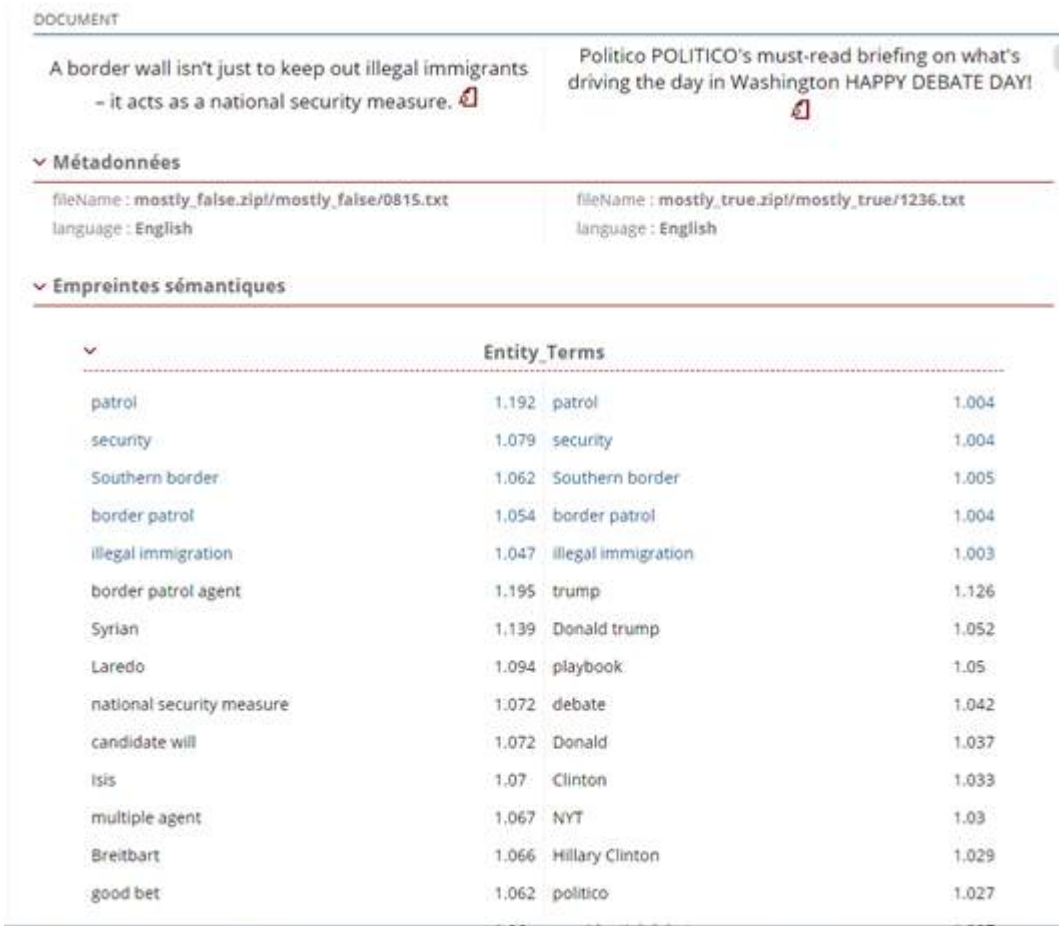 DOCUMENT
A border wall isn't just to keep out illegal immigrants
– it acts as a national security measure.
Politico POLITICO's must-read briefing on what's
driving the day in Washington HAPPY DEBATE DAY!
Métadonnées
fileName : mostly_false.zip!/mostly_false/0815.txt
language : English
fileName : mostly_true.zip!/mostly_true/1236.txt
language : English
Empreintes sémantiques
Entity_Terms
patrol 1.192 patrol 1.004
security 1.079 security 1.004
Southern border 1.062 Southern border 1.005
border patrol 1.054 border patrol 1.004
illegal immigration 1.047 illegal immigration 1.003
border patrol agent 1.195 trump 1.126
Syrian 1.139 Donald trump 1.052
Laredo 1.094 playbook 1.05
national security measure 1.072 debate 1.042
candidate will 1.072 Donald 1.037
Isis 1.07 Clinton 1.033
multiple agent 1.067 NYT 1.03
Breitbart 1.066 Hillary Clinton 1.029
good bet 1.062 politico 1.027